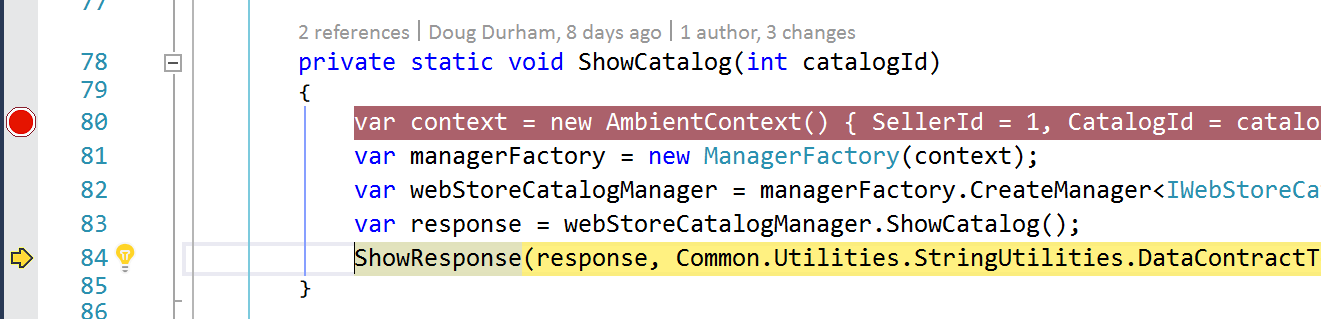 77
2 references | Doug Durham, 8 days ago | 1 author, 3 changes
78 private static void ShowCatalog(int catalogId)
79 {
80 var context = new AmbientContext() { SellerId = 1, CatalogId = catalo
81 var managerFactory = new ManagerFactory(context);
82 var webStoreCatalogManager = managerFactory.CreateManager<IWebStoreCa
83 var response = webStoreCatalogManager.ShowCatalog();
84 ShowResponse(response, Common.Utilities.StringUtilities.DataContractT
85 }
86